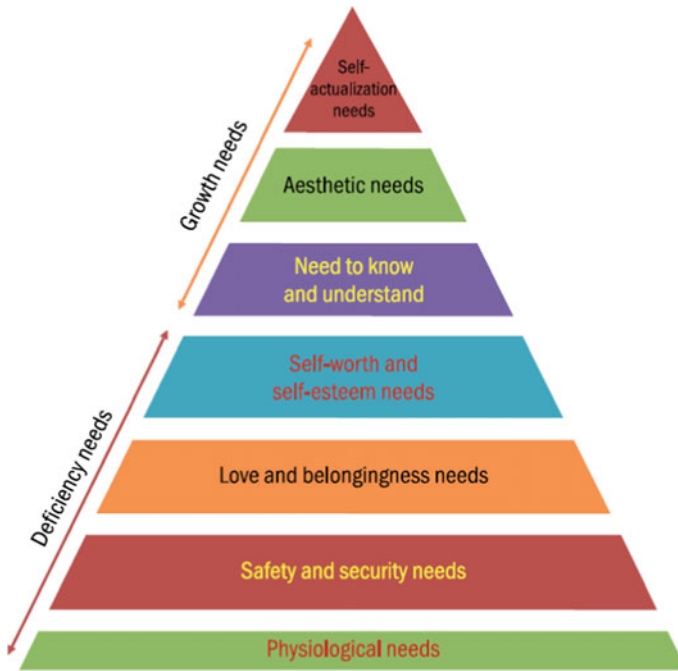 Self-
actualization
needs
Aesthetic needs
Need to know
and understand
Self-worth and
self-esteem needs
Love and belongingness needs
Safety and security needs
Physiological needs
Growth needs
Deficiency needs